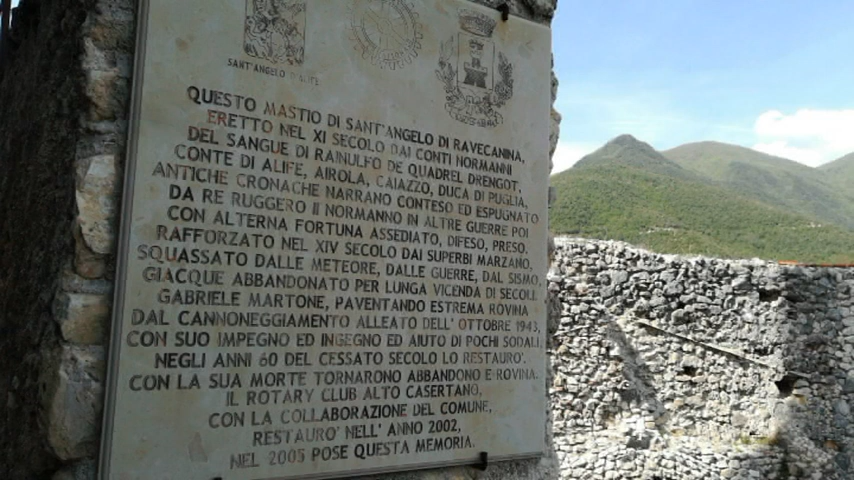 SANT'ANGELO D'ALIFE
QUESTO MASTIO DI SANT'ANGELO DI RAVECANINA,
ERETTO NEL XI SECOLO DAI CONTI NORMANNI
DEL SANGUE DI RAINULFO DE QUADREL DRENGOT,
CONTE DI ALIFE, AIROLA, CAIAZZO, DUCA DI PUGLIA,
ANTICHE CRONACHE NARRANO CONTESO ED ESPUGNATO
DA RE RUGGERO II NORMANNO IN ALTRE GUERRE POI
CON ALTERNA FORTUNA ASSEDIATO, DIFESO, PRESO.
RAFFORZATO NEL XIV SECOLO DAI SUPERBI MARZANO,
SQUASSATO DALLE METEORE, DALLE GUERRE, DAL SISMO,
GIACQUE ABBANDONATO PER LUNGA VICENDA DI SECOLI.
GABRIELE MARTONE, PAVENTANDO ESTREMA ROVINA
DAL CANNONEGGIAMENTO ALLEATO DELL'OTTOBRE 1943,
CON SUO IMPEGNO ED INGEGNO ED AIUTO DI POCHI SODALI,
NEGLI ANNI 60 DEL CESSATO SECOLO LO RESTAURO'.
CON LA SUA MORTE TORNARONO ABBANDONO E ROVINA.
IL ROTARY CLUB ALTO CASERTANO,
CON LA COLLABORAZIONE DEL COMUNE,
RESTAURO' NELL'ANNO 2002,
NEL 2005 POSE QUESTA MEMORIA.